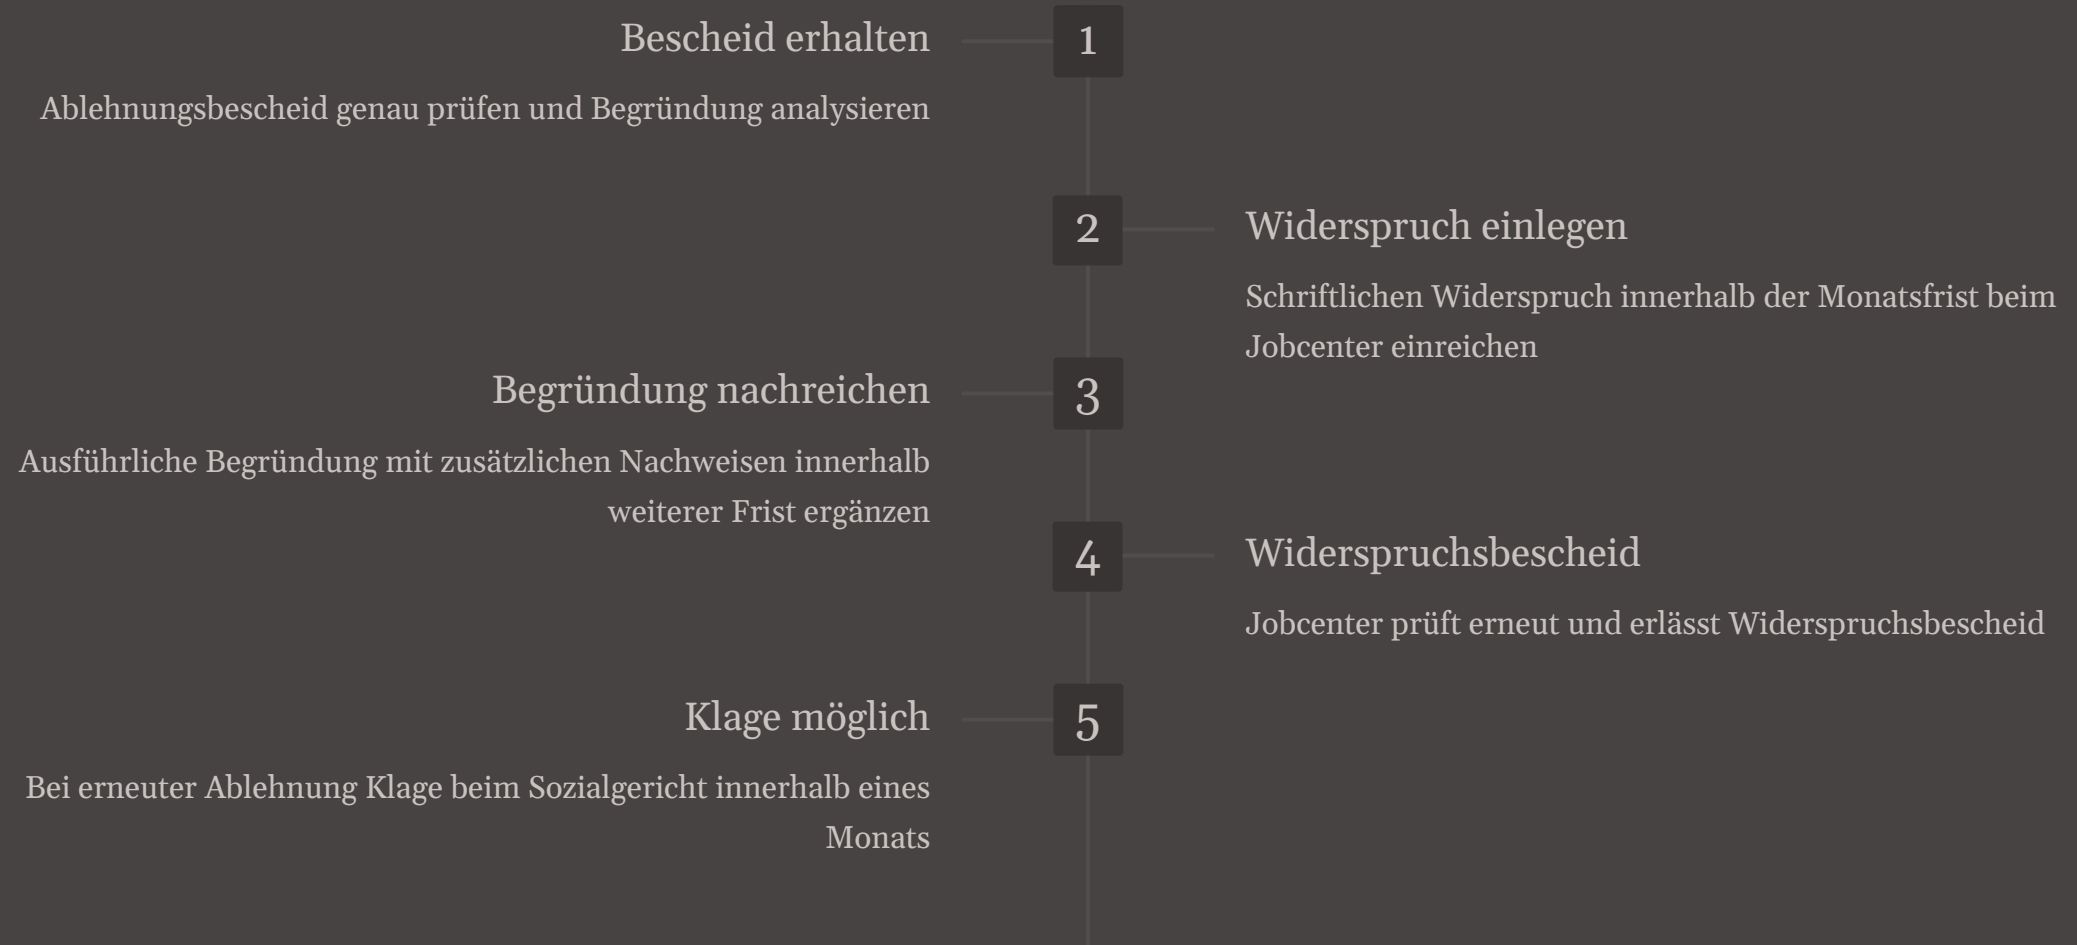 Bescheid erhalten
1
Ablehnungsbescheid genau prüfen und Begründung analysieren
2
Widerspruch einlegen
Schriftlichen Widerspruch innerhalb der Monatsfrist beim
Jobcenter einreichen
Begründung nachreichen
3
Ausführliche Begründung mit zusätzlichen Nachweisen innerhalb
weiterer Frist ergänzen
4
Widerspruchsbescheid
Jobcenter prüft erneut und erlässt Widerspruchsbescheid
Klage möglich
5
Bei erneuter Ablehnung Klage beim Sozialgericht innerhalb eines
Monats